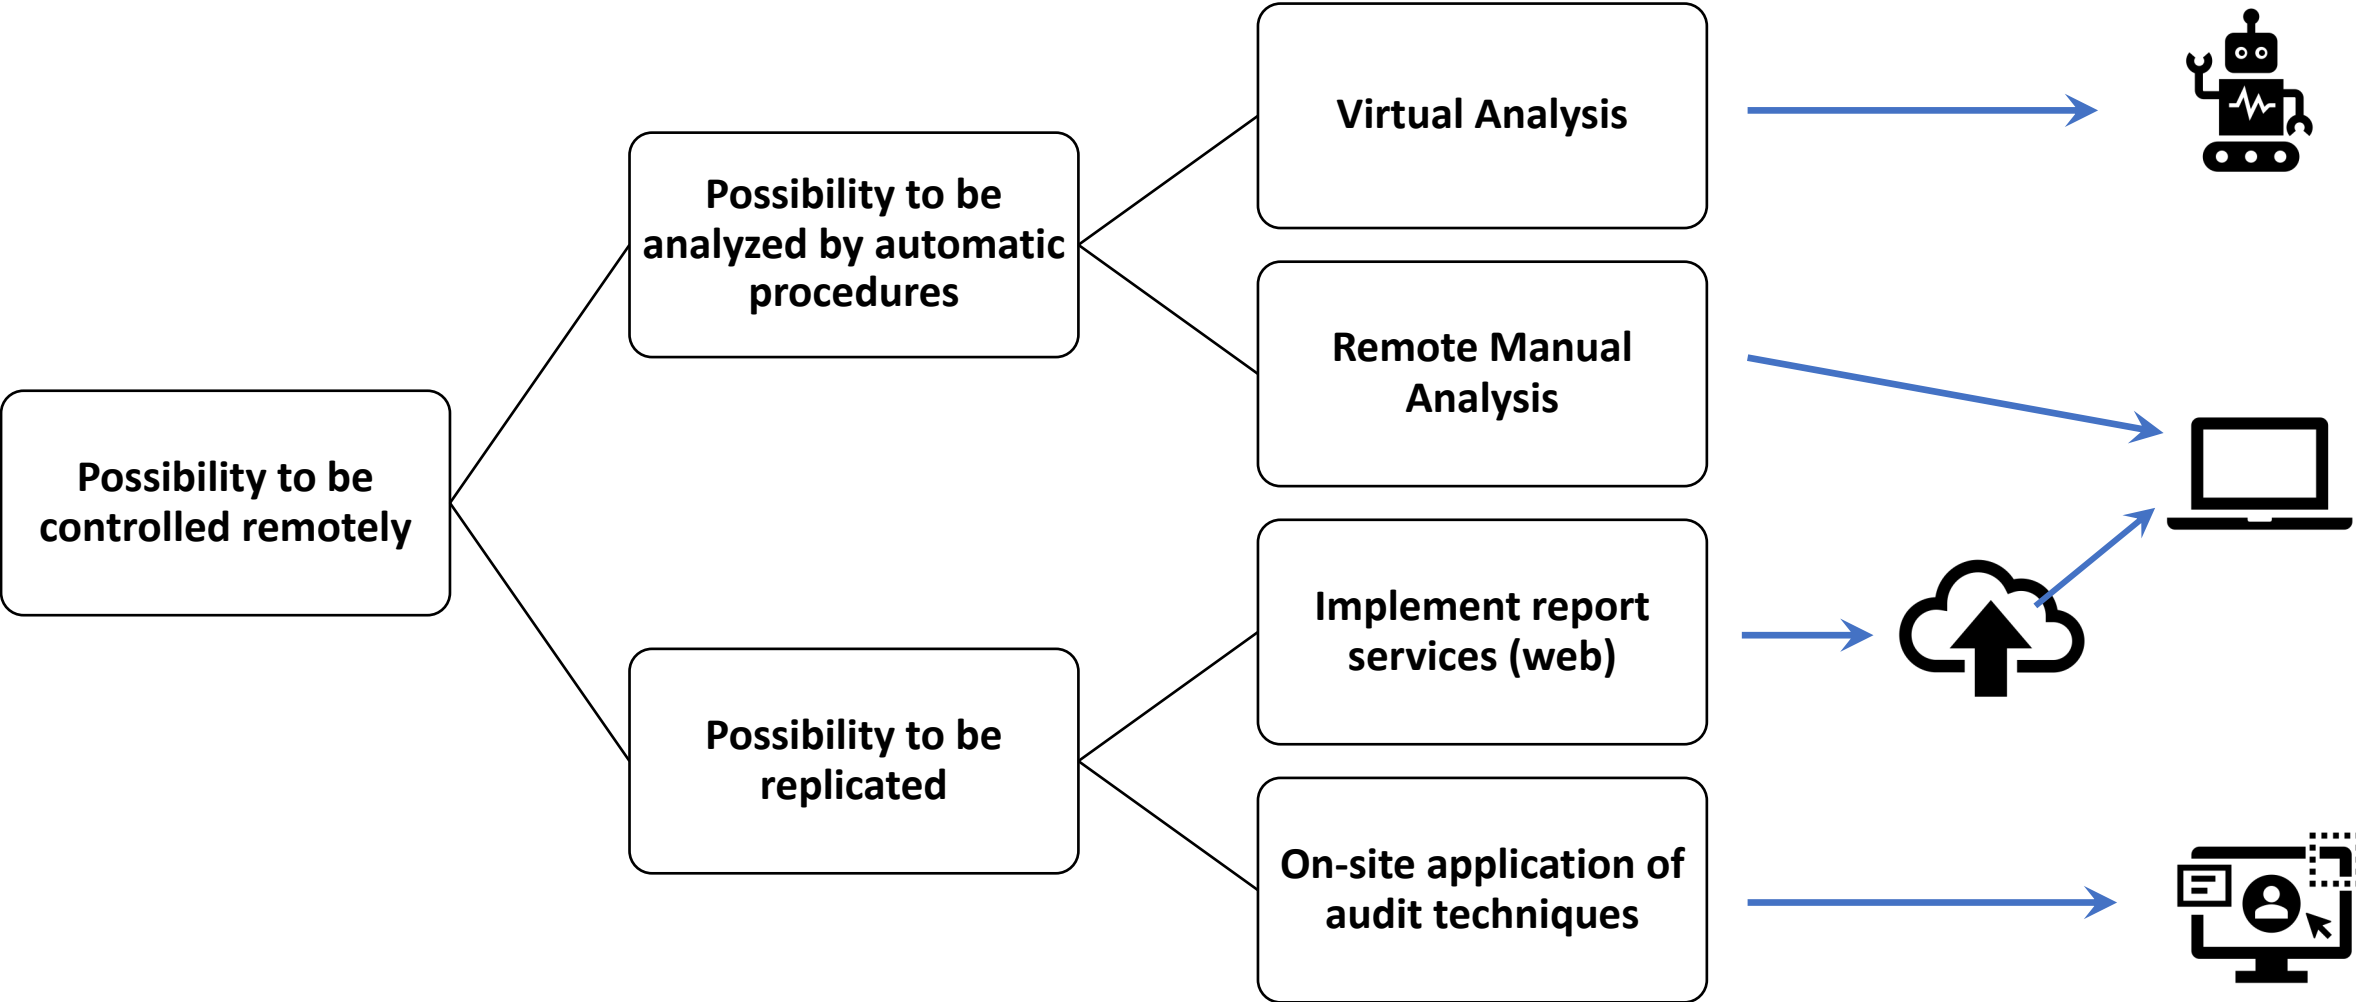 Possibility to be
controlled remotely
Possibility to be
analyzed by automatic
procedures
Possibility to be
replicated
Virtual Analysis
Remote Manual
Analysis
Implement report
services (web)
On-site application of
audit techniques